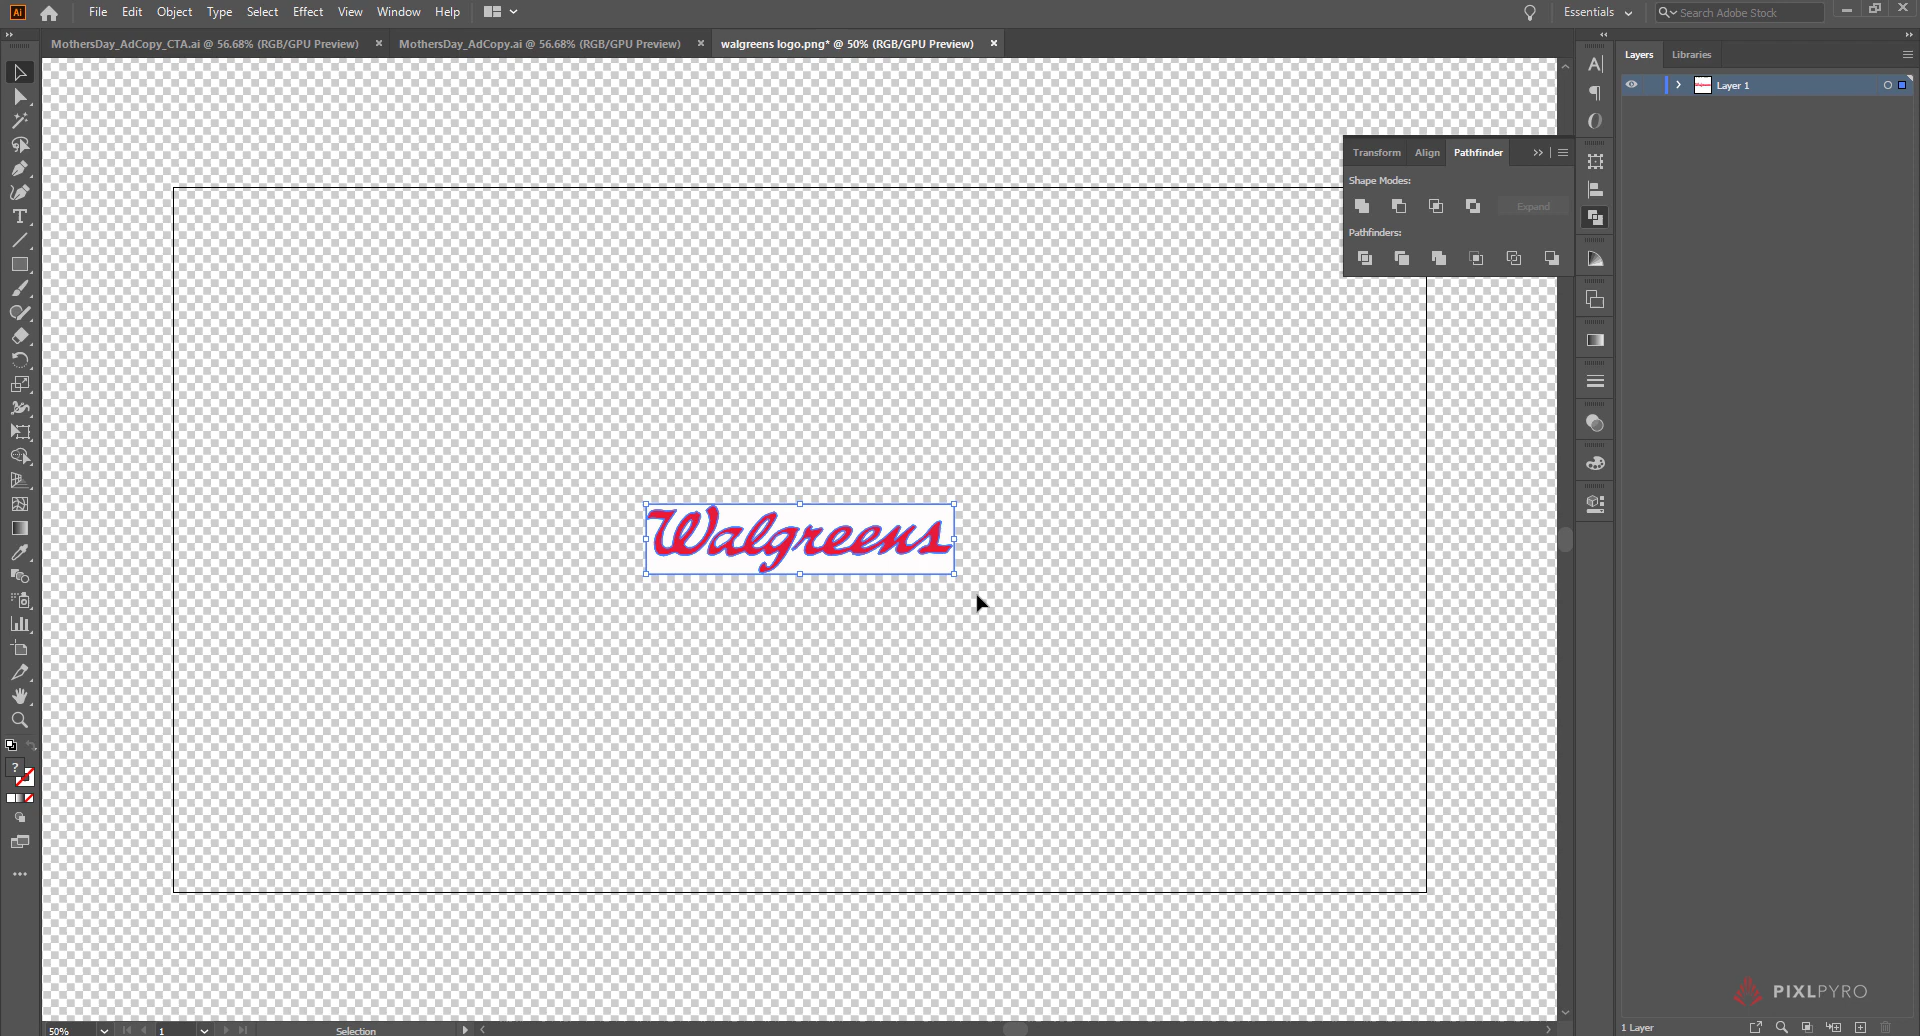 Ai File Edit Object Type Select Effect View Window Help Essentials Search Adobe Stock
MothersDay_AdCopy_CTA.ai @ 56.68% (RGB/GPU Preview) × MothersDay_AdCopy.ai @ 56.68% (RGB/GPU Preview) × walgreens logo.png* @ 50% (RGB/GPU Preview) ×
Layers Libraries
Layer 1
Transform Align Pathfinder
Shape Modes:
Expand
Pathfinders:
Walgreens
?
PIXLPYRO
50% 1 Selection
1 Layer